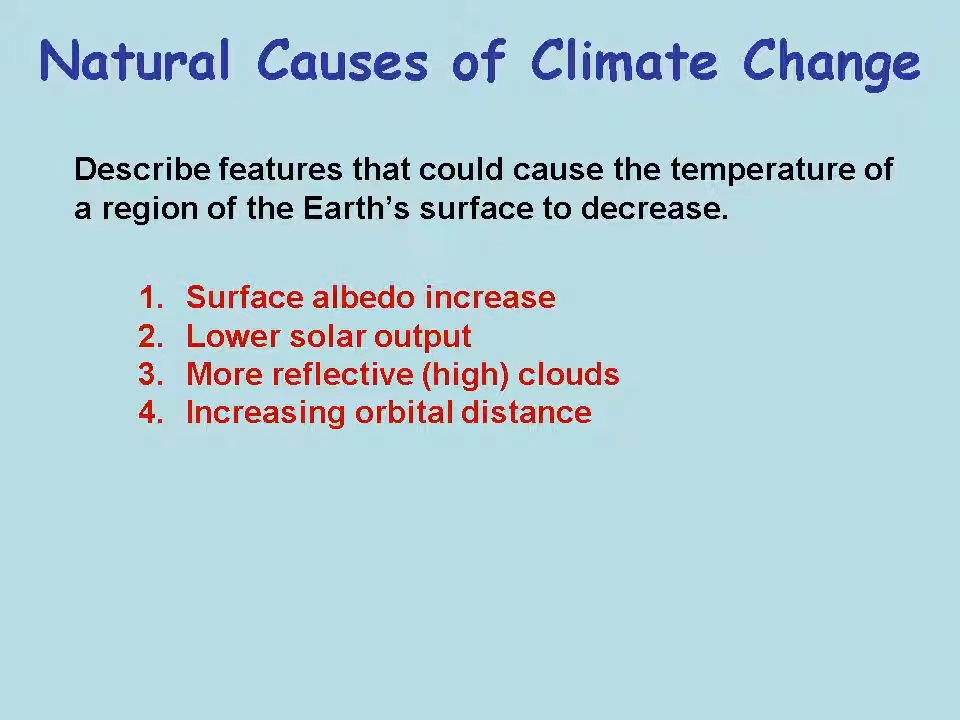 Natural Causes of Climate Change
Describe features that could cause the temperature of
a region of the Earth’s surface to decrease.
1. Surface albedo increase
2. Lower solar output
3. More reflective (high) clouds
4. Increasing orbital distance